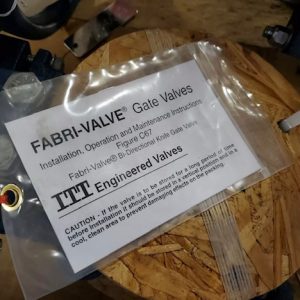 FABRI-VALVE® Gate Valves
Installation, Operation and Maintenance Instructions
Figure C67
Fabri-Valve® Bi-Directional Knife Gate Valve
ITT Engineered Valves
CAUTION - If the valve is to be stored for a long period of time
before installation it should be stored in a vertical position and in a
cool, clean area to prevent damaging effects on the packing.